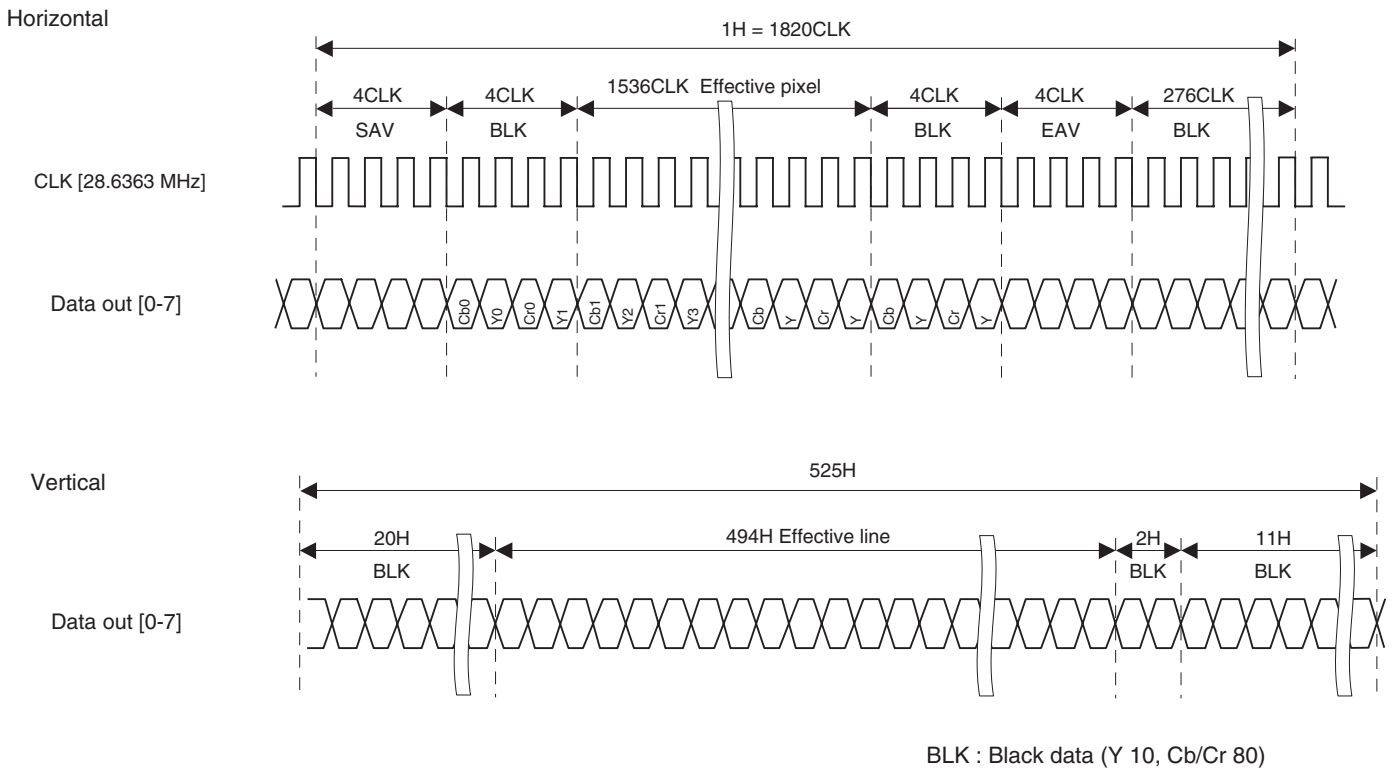 Horizontal
1H = 1820CLK
4CLK 4CLK 1536CLK Effective pixel 4CLK 4CLK 276CLK
SAV BLK BLK EAV BLK
CLK [28.6363 MHz]
Data out [0-7]
Cb0 Y0 Cr0 Y1 Cb1 Y2 Cr1 Y3 Cb Y Cr Y Cb Y Cr Y
Vertical
525H
20H 494H Effective line 2H 11H
BLK BLK BLK
Data out [0-7]
BLK : Black data (Y 10, Cb/Cr 80)